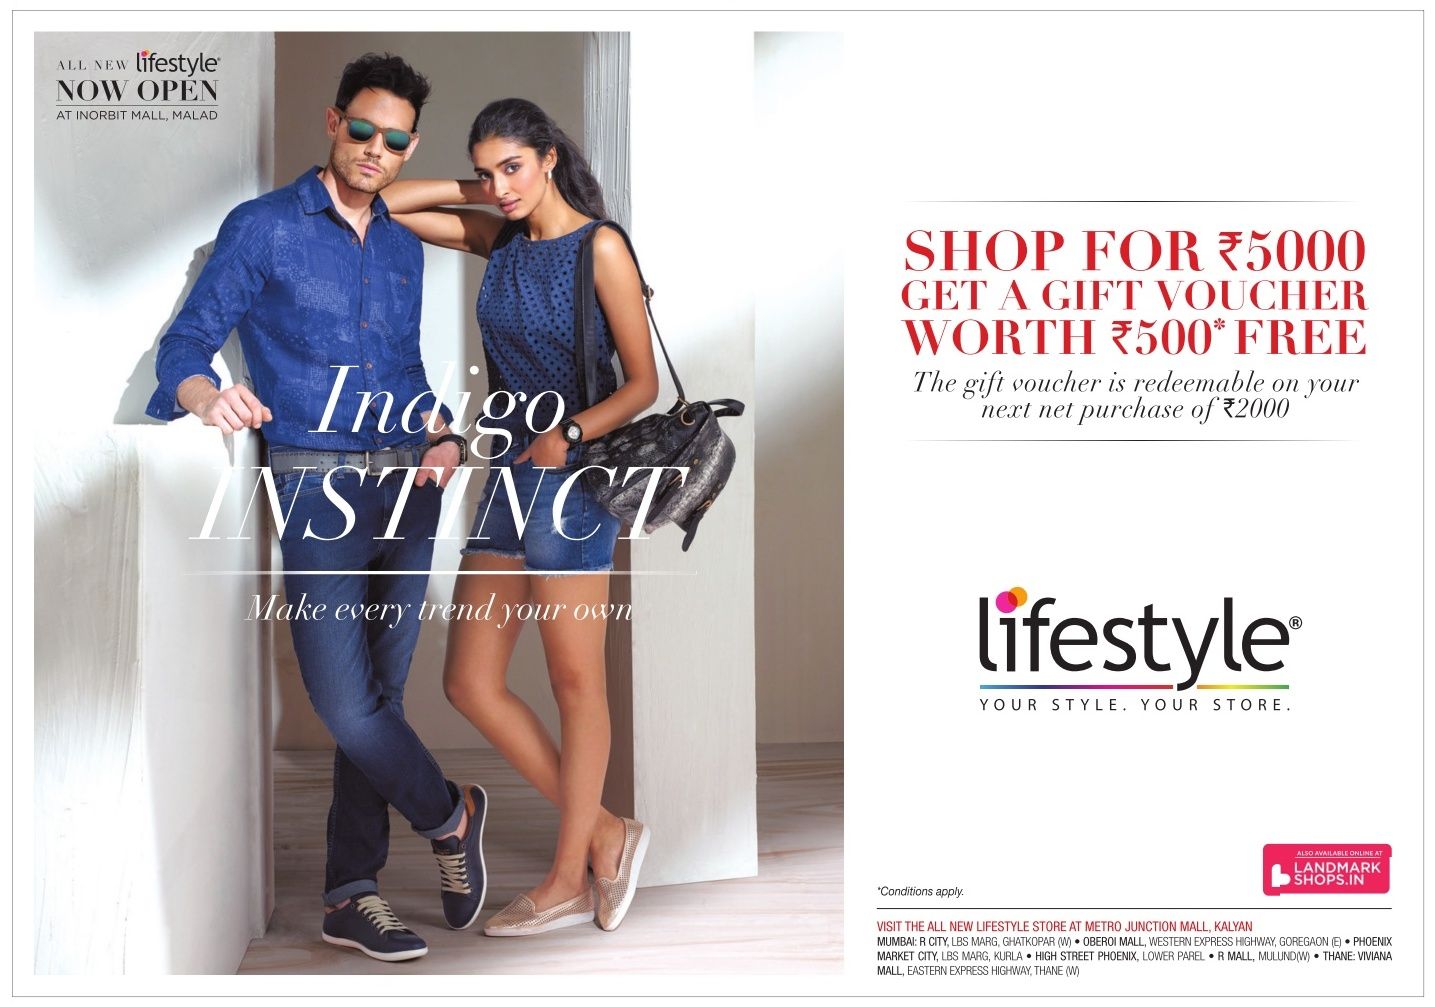 ALL NEW lifestyle®
NOW OPEN
AT INORBIT MALL, MALAD
Indigo
INSTINCT
Make every trend your own
SHOP FOR ₹5000
GET A GIFT VOUCHER
WORTH ₹500* FREE
The gift voucher is redeemable on your
next net purchase of ₹2000
lifestyle®
YOUR STYLE. YOUR STORE.
ALSO AVAILABLE ONLINE AT
LANDMARK
SHOPS.IN
*Conditions apply.
VISIT THE ALL NEW LIFESTYLE STORE AT METRO JUNCTION MALL, KALYAN
MUMBAI: R CITY, LBS MARG, GHATKOPAR (W) • OBEROI MALL, WESTERN EXPRESS HIGHWAY, GOREGAON (E) • PHOENIX
MARKET CITY, LBS MARG, KURLA • HIGH STREET PHOENIX, LOWER PAREL • R MALL, MULUND(W) • THANE: VIVIANA
MALL, EASTERN EXPRESS HIGHWAY, THANE (W)